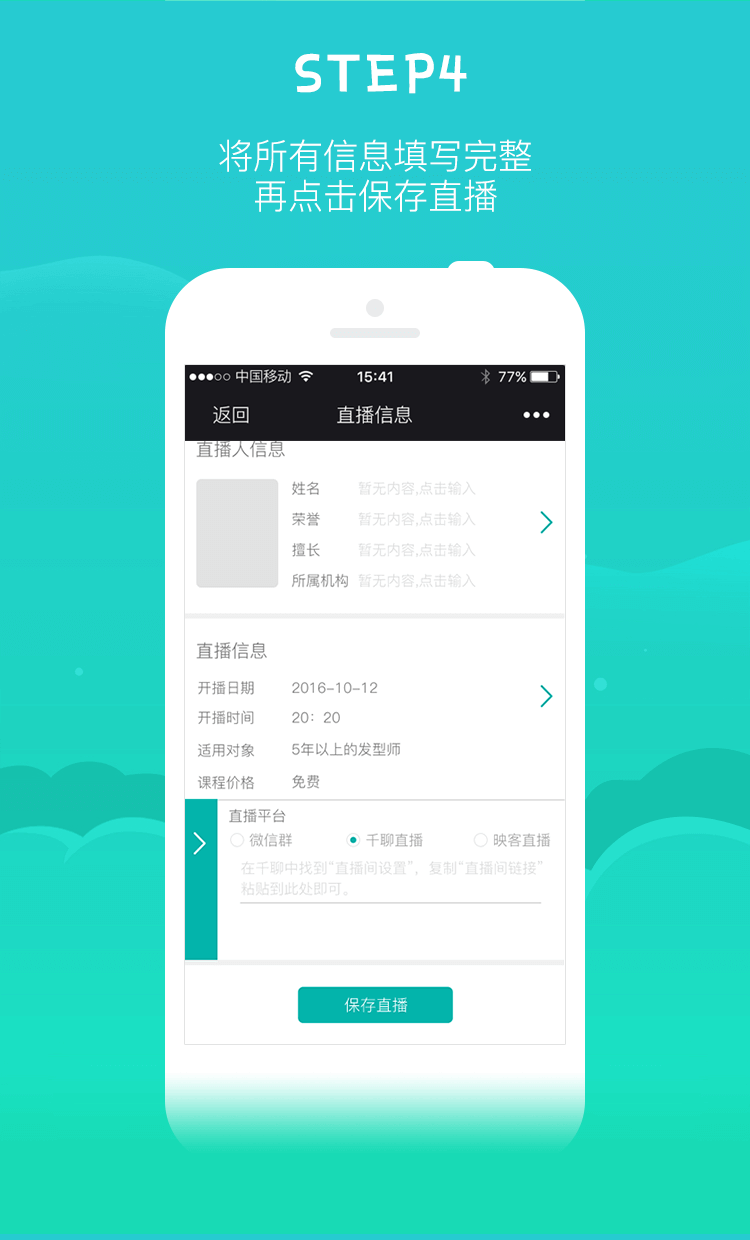 STEP4
将所有信息填写完整
再点击保存直播
中国移动 15:41 77%
返回 直播信息
直播人信息
姓名 暂无内容,点击输入
荣誉 暂无内容,点击输入
擅长 暂无内容,点击输入
所属机构 暂无内容,点击输入
直播信息
开播日期 2016-10-12
开播时间 20：20
适用对象 5年以上的发型师
课程价格 免费
直播平台
微信群 千聊直播 映客直播
在千聊中找到“直播间设置”，复制“直播间链接”
粘贴到此处即可。
保存直播